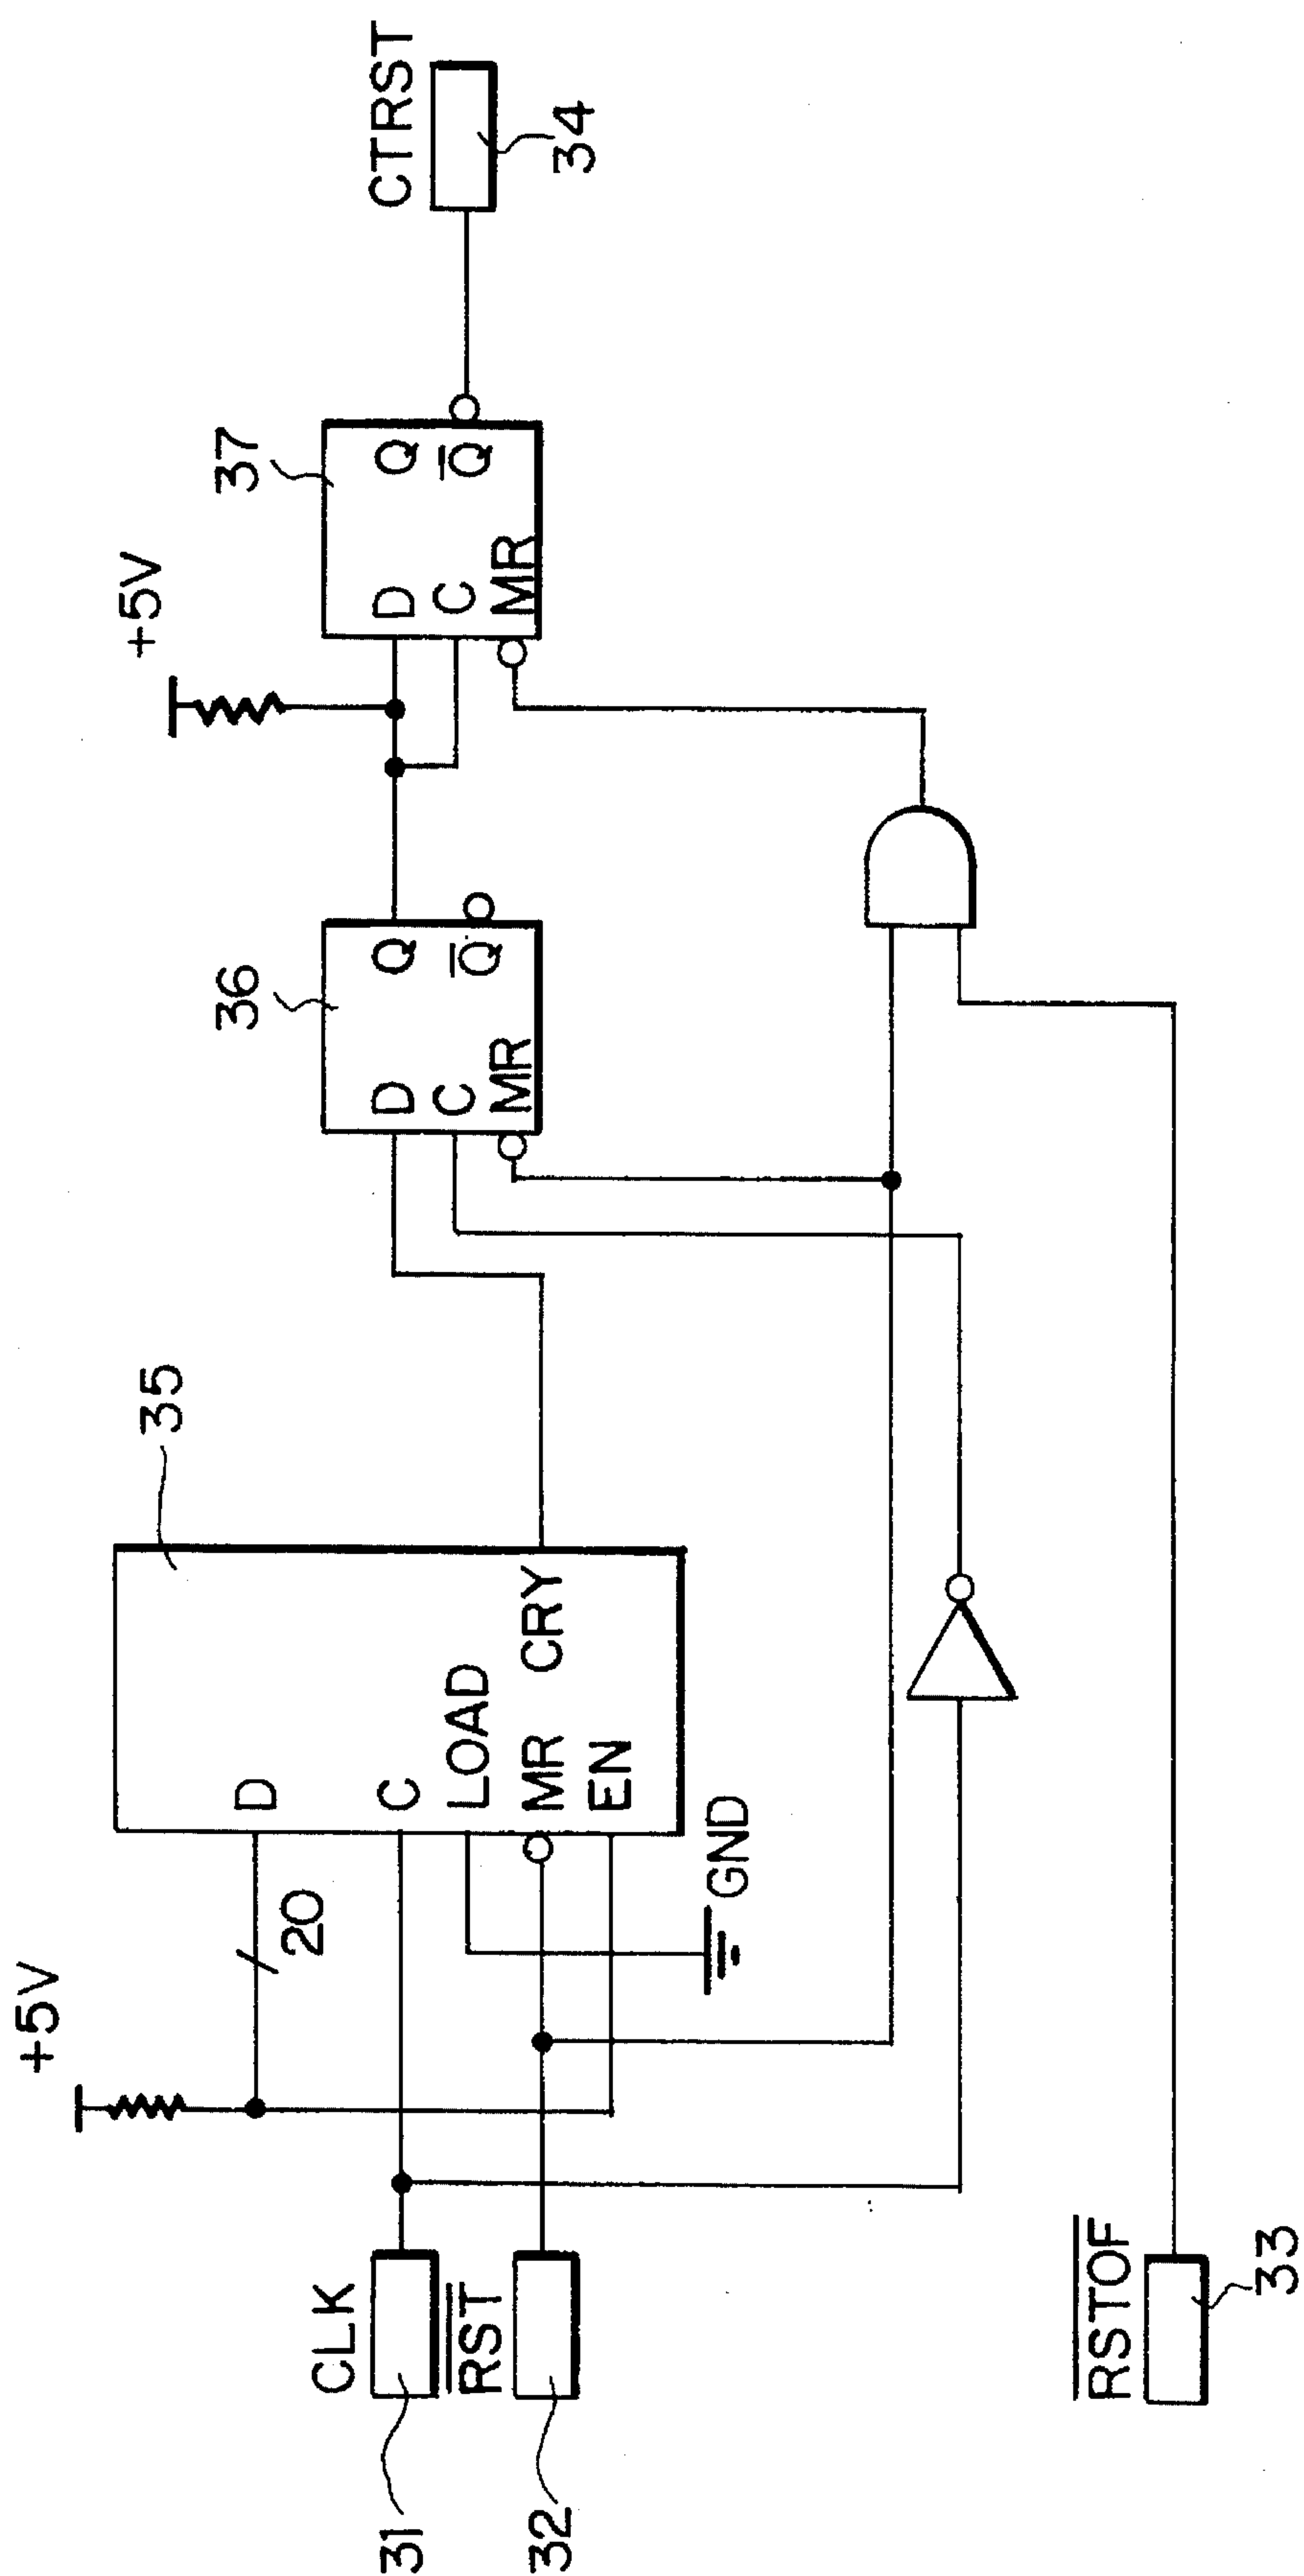 +5V
20
35
D
C
LOAD
MR
EN
CRY
GND
CLK
31
RST
32
36
D
C
MR
Q
Q
+5V
37
D
C
MR
Q
Q
CTRST
34
RSTOF
33